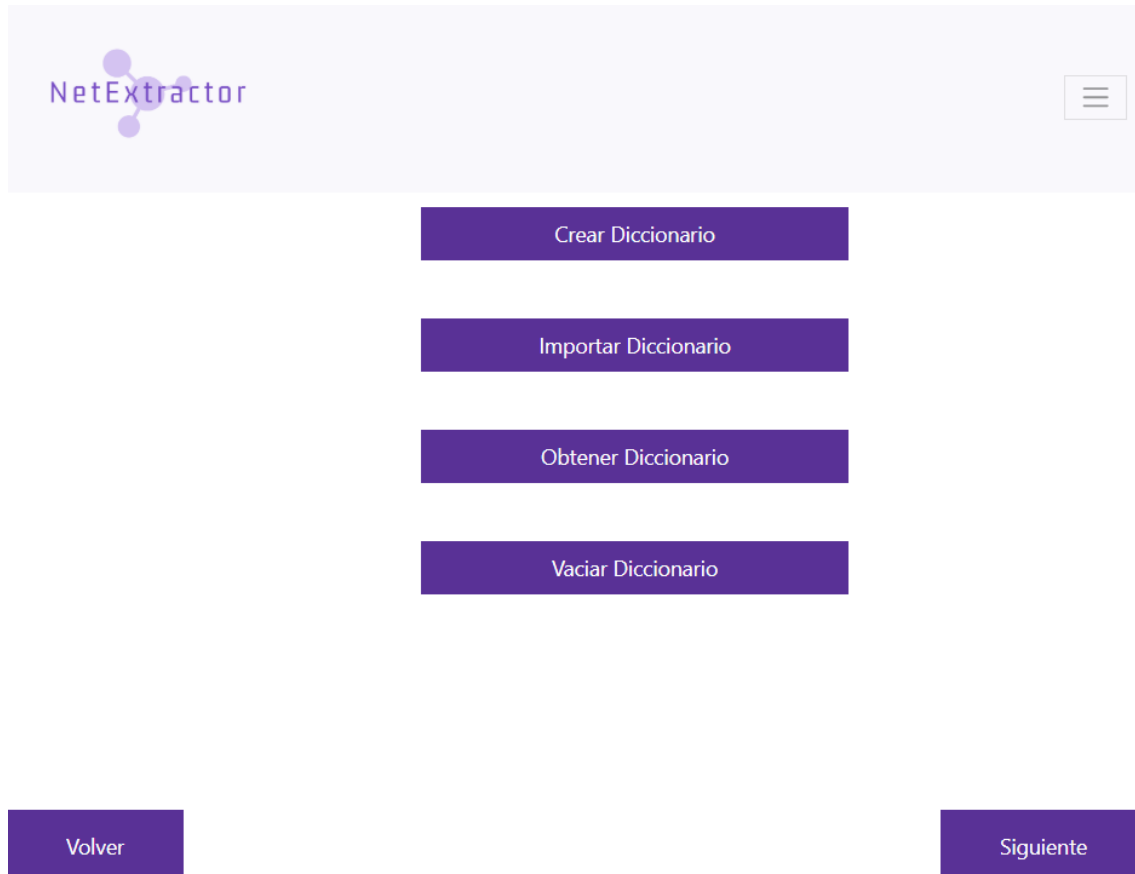 NetExtractor
Crear Diccionario
Importar Diccionario
Obtener Diccionario
Vaciar Diccionario
Volver
Siguiente